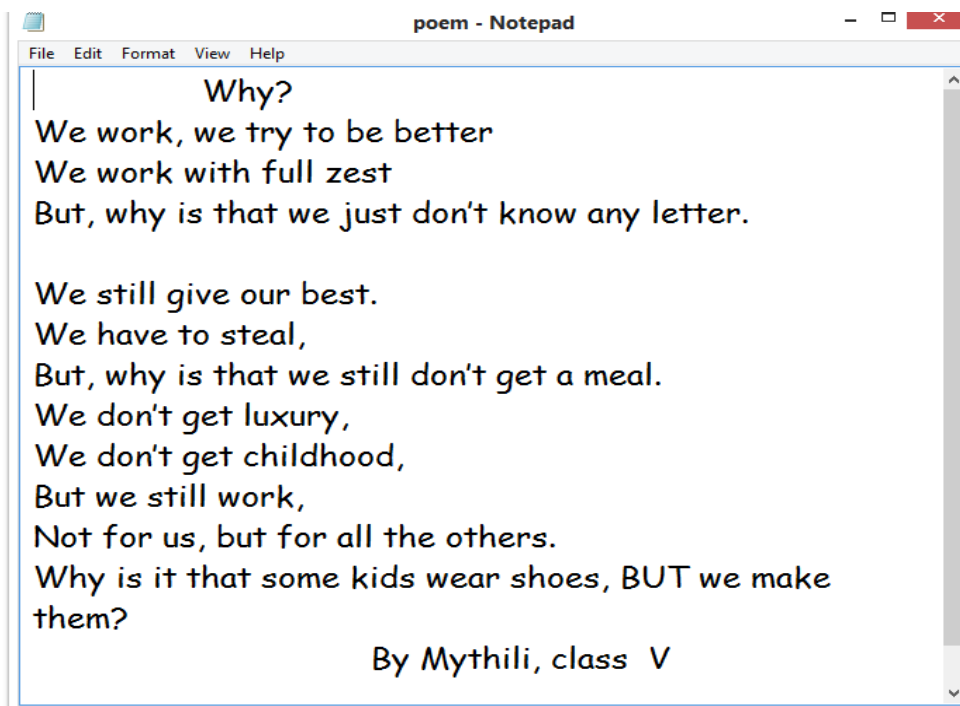 poem - Notepad
File Edit Format View Help
Why?
We work, we try to be better
We work with full zest
But, why is that we just don't know any letter.
We still give our best.
We have to steal,
But, why is that we still don't get a meal.
We don't get luxury,
We don't get childhood,
But we still work,
Not for us, but for all the others.
Why is it that some kids wear shoes, BUT we make
them?
By Mythili, class V